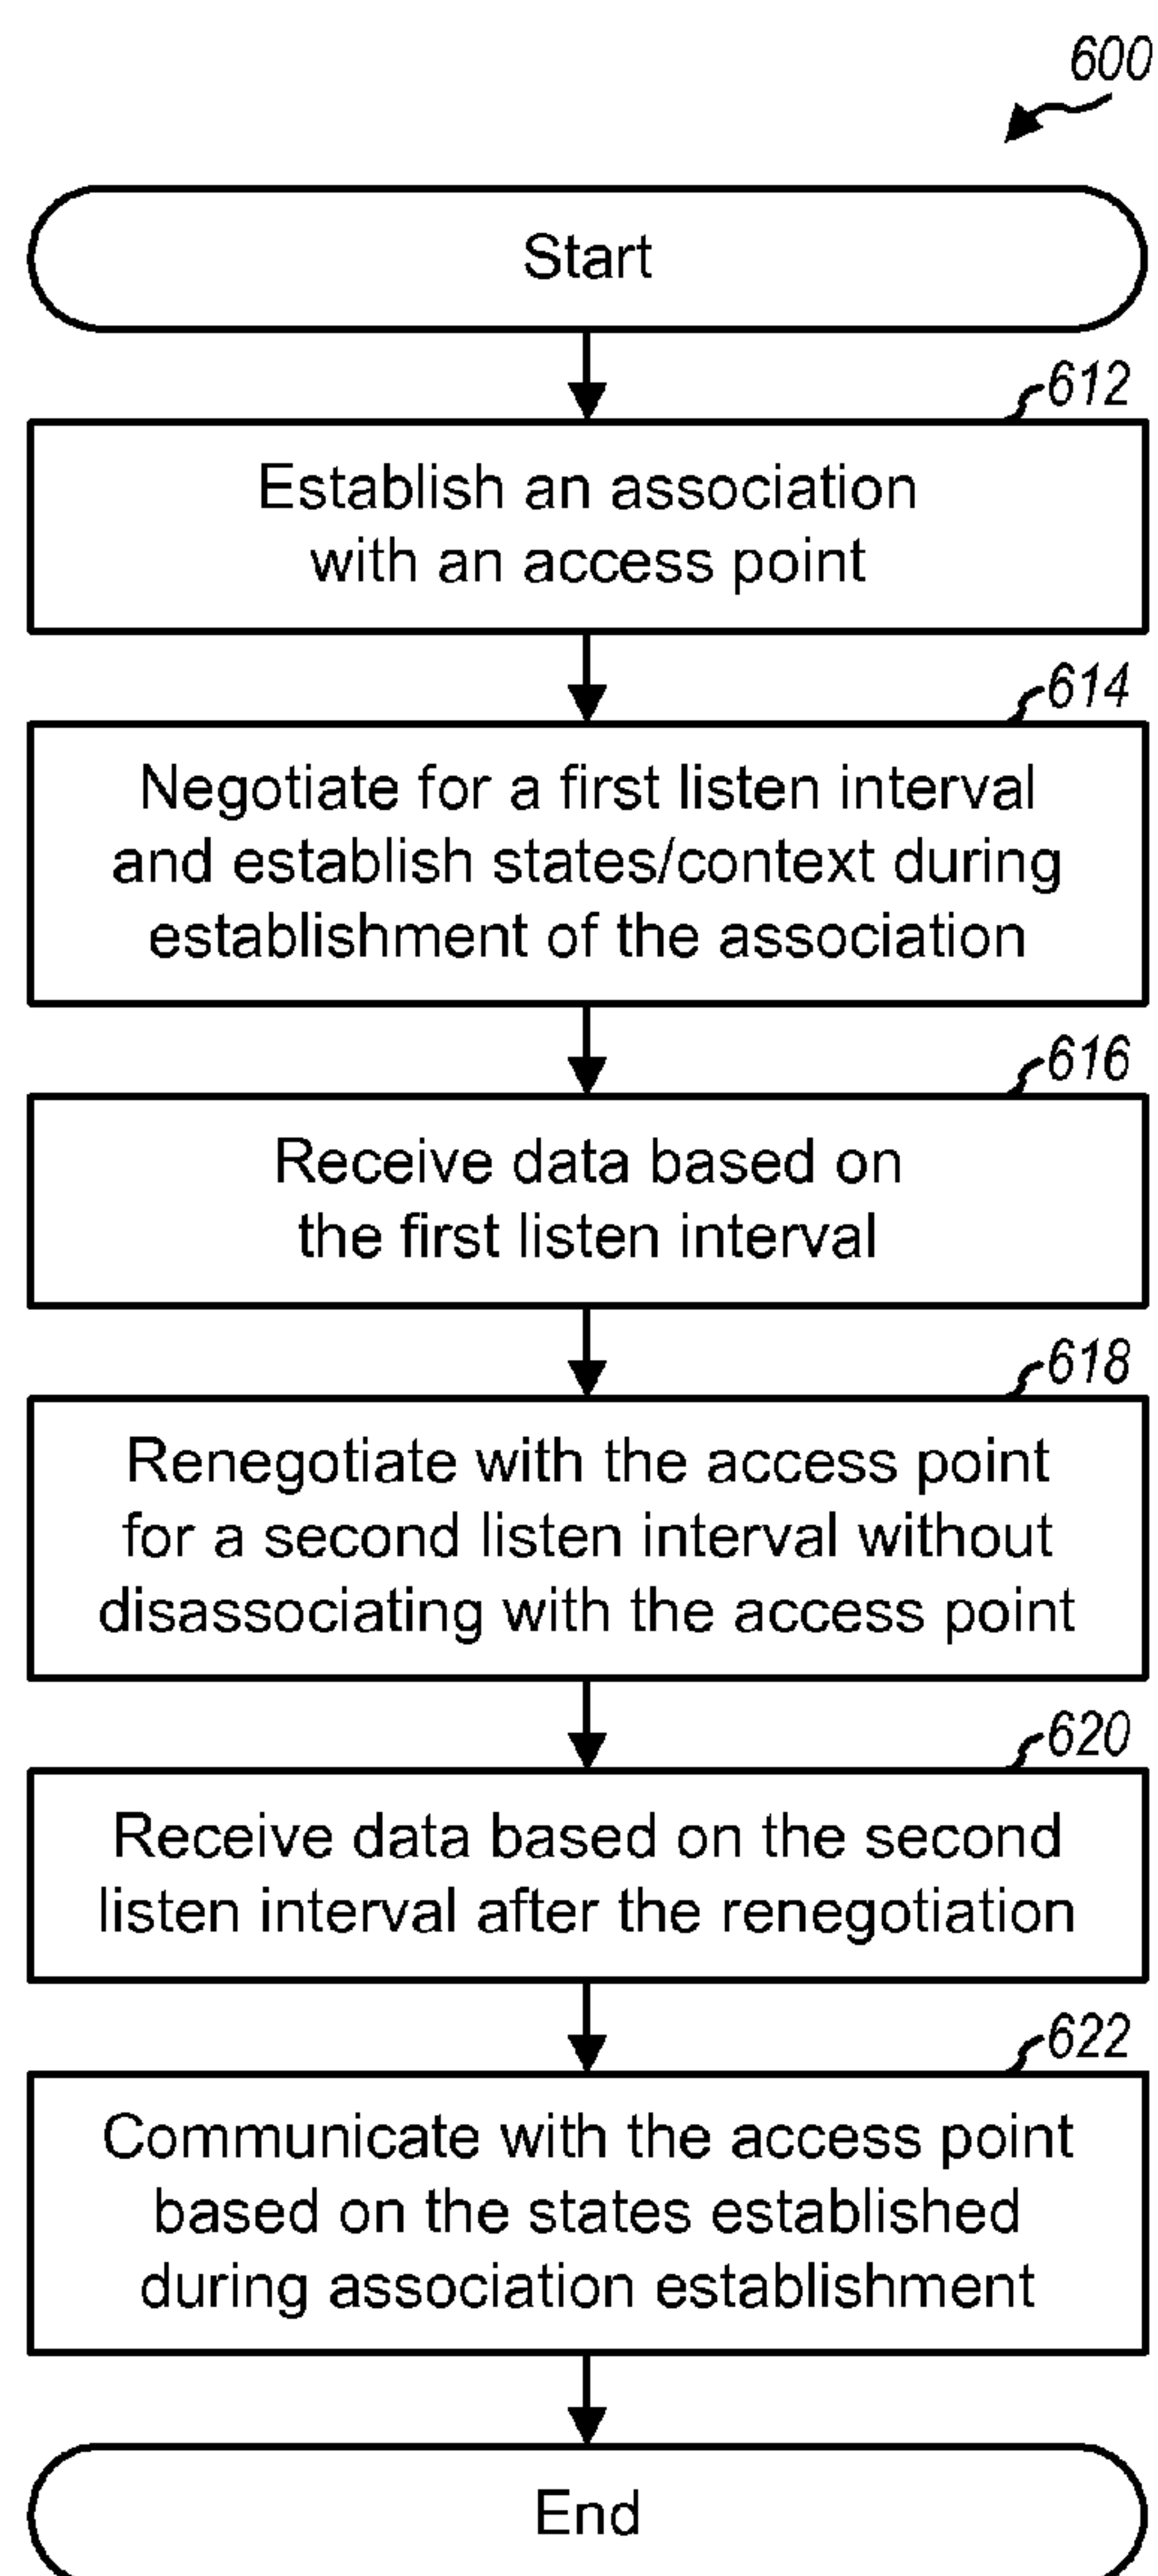 600
Start
612
Establish an association
with an access point
614
Negotiate for a first listen interval
and establish states/context during
establishment of the association
616
Receive data based on
the first listen interval
618
Renegotiate with the access point
for a second listen interval without
disassociating with the access point
620
Receive data based on the second
listen interval after the renegotiation
622
Communicate with the access point
based on the states established
during association establishment
End